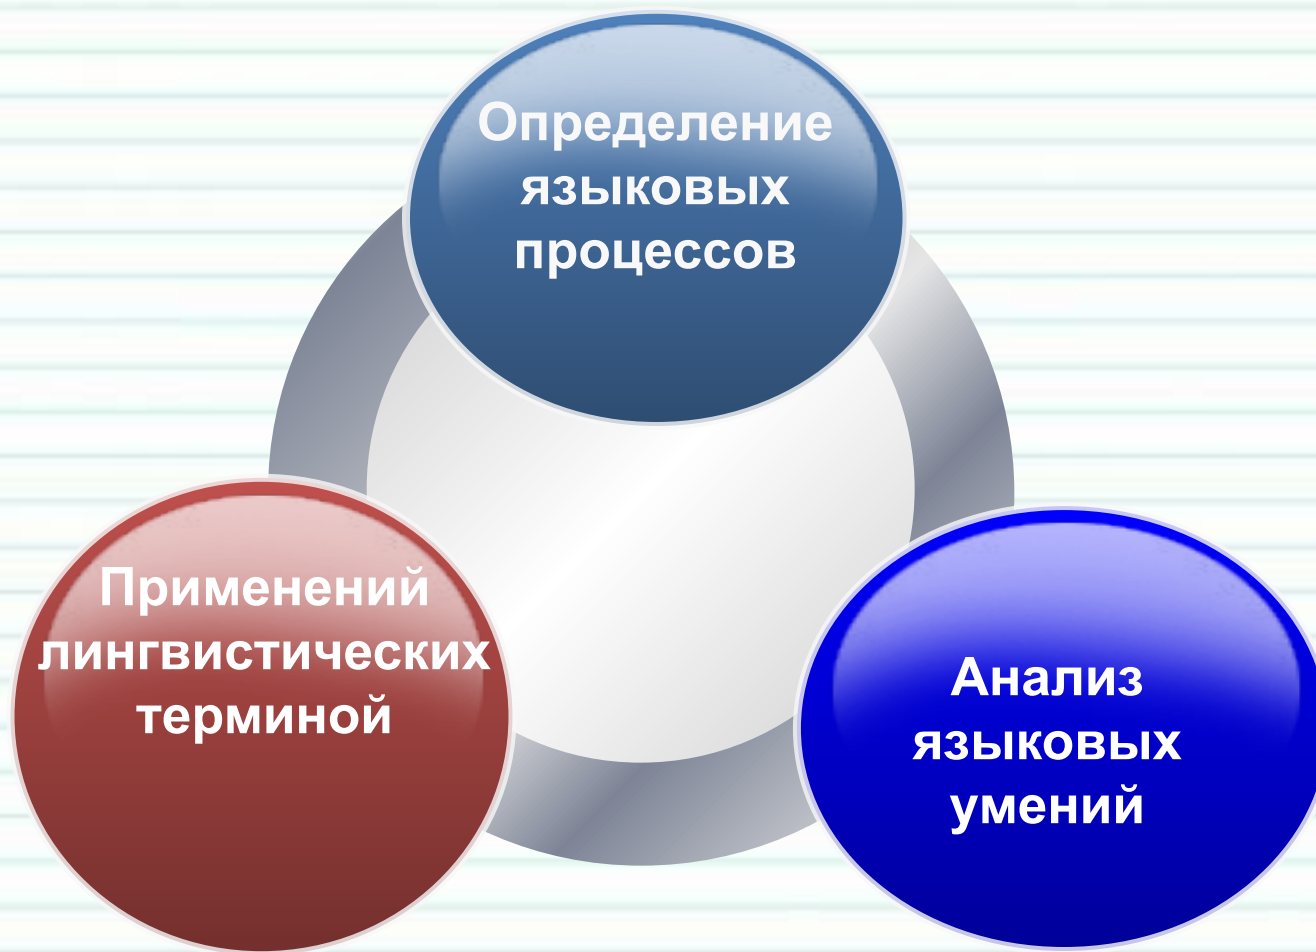 Определение
языковых
процессов
Применений
лингвистических
терминой
Анализ
языковых
умений